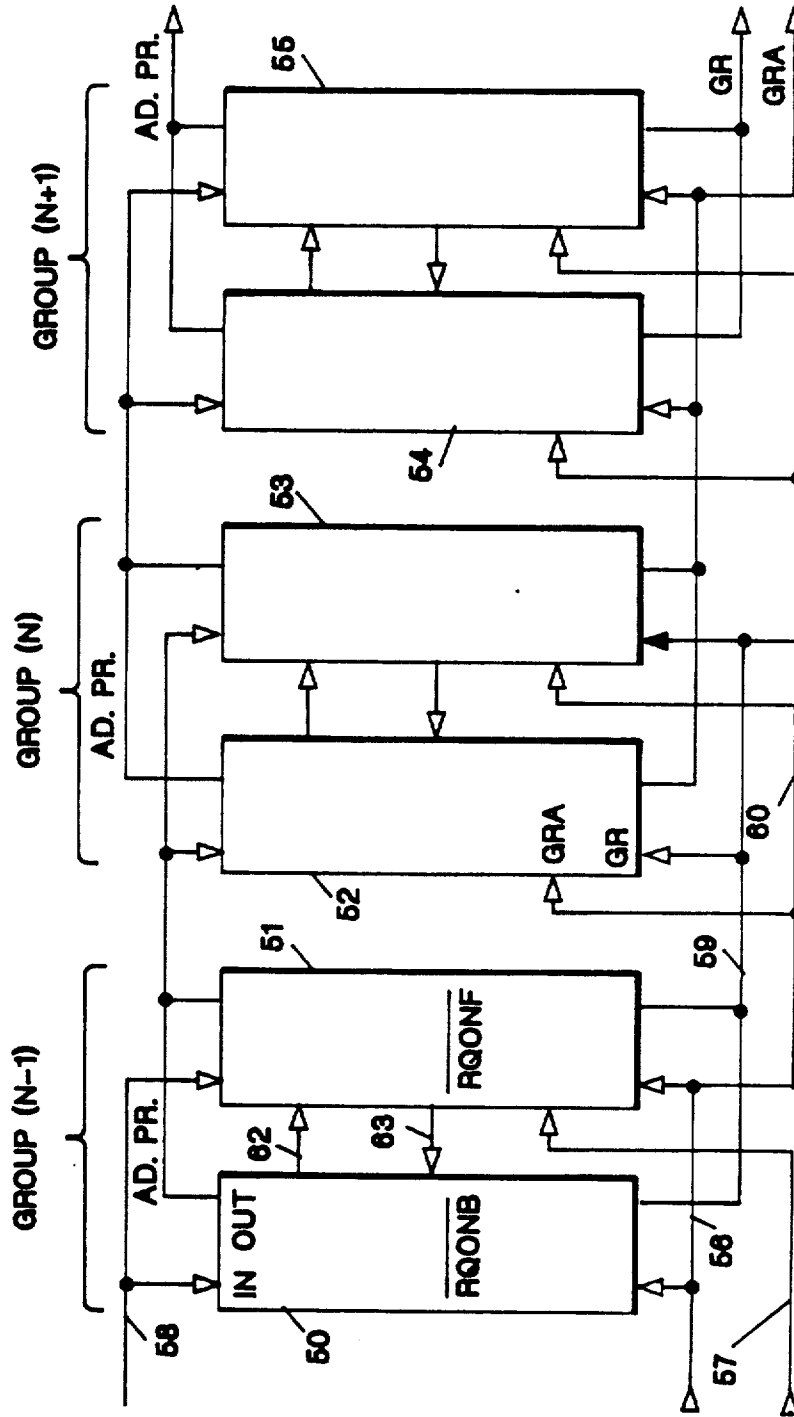 GROUP (N−1)
GROUP (N)
GROUP (N+1)
58
AD. PR.
AD. PR.
AD. PR.
50
IN OUT
RQONB
62
63
51
RQONF
52
GRA
GR
53
54
55
56
57
59
60
GR
GRA